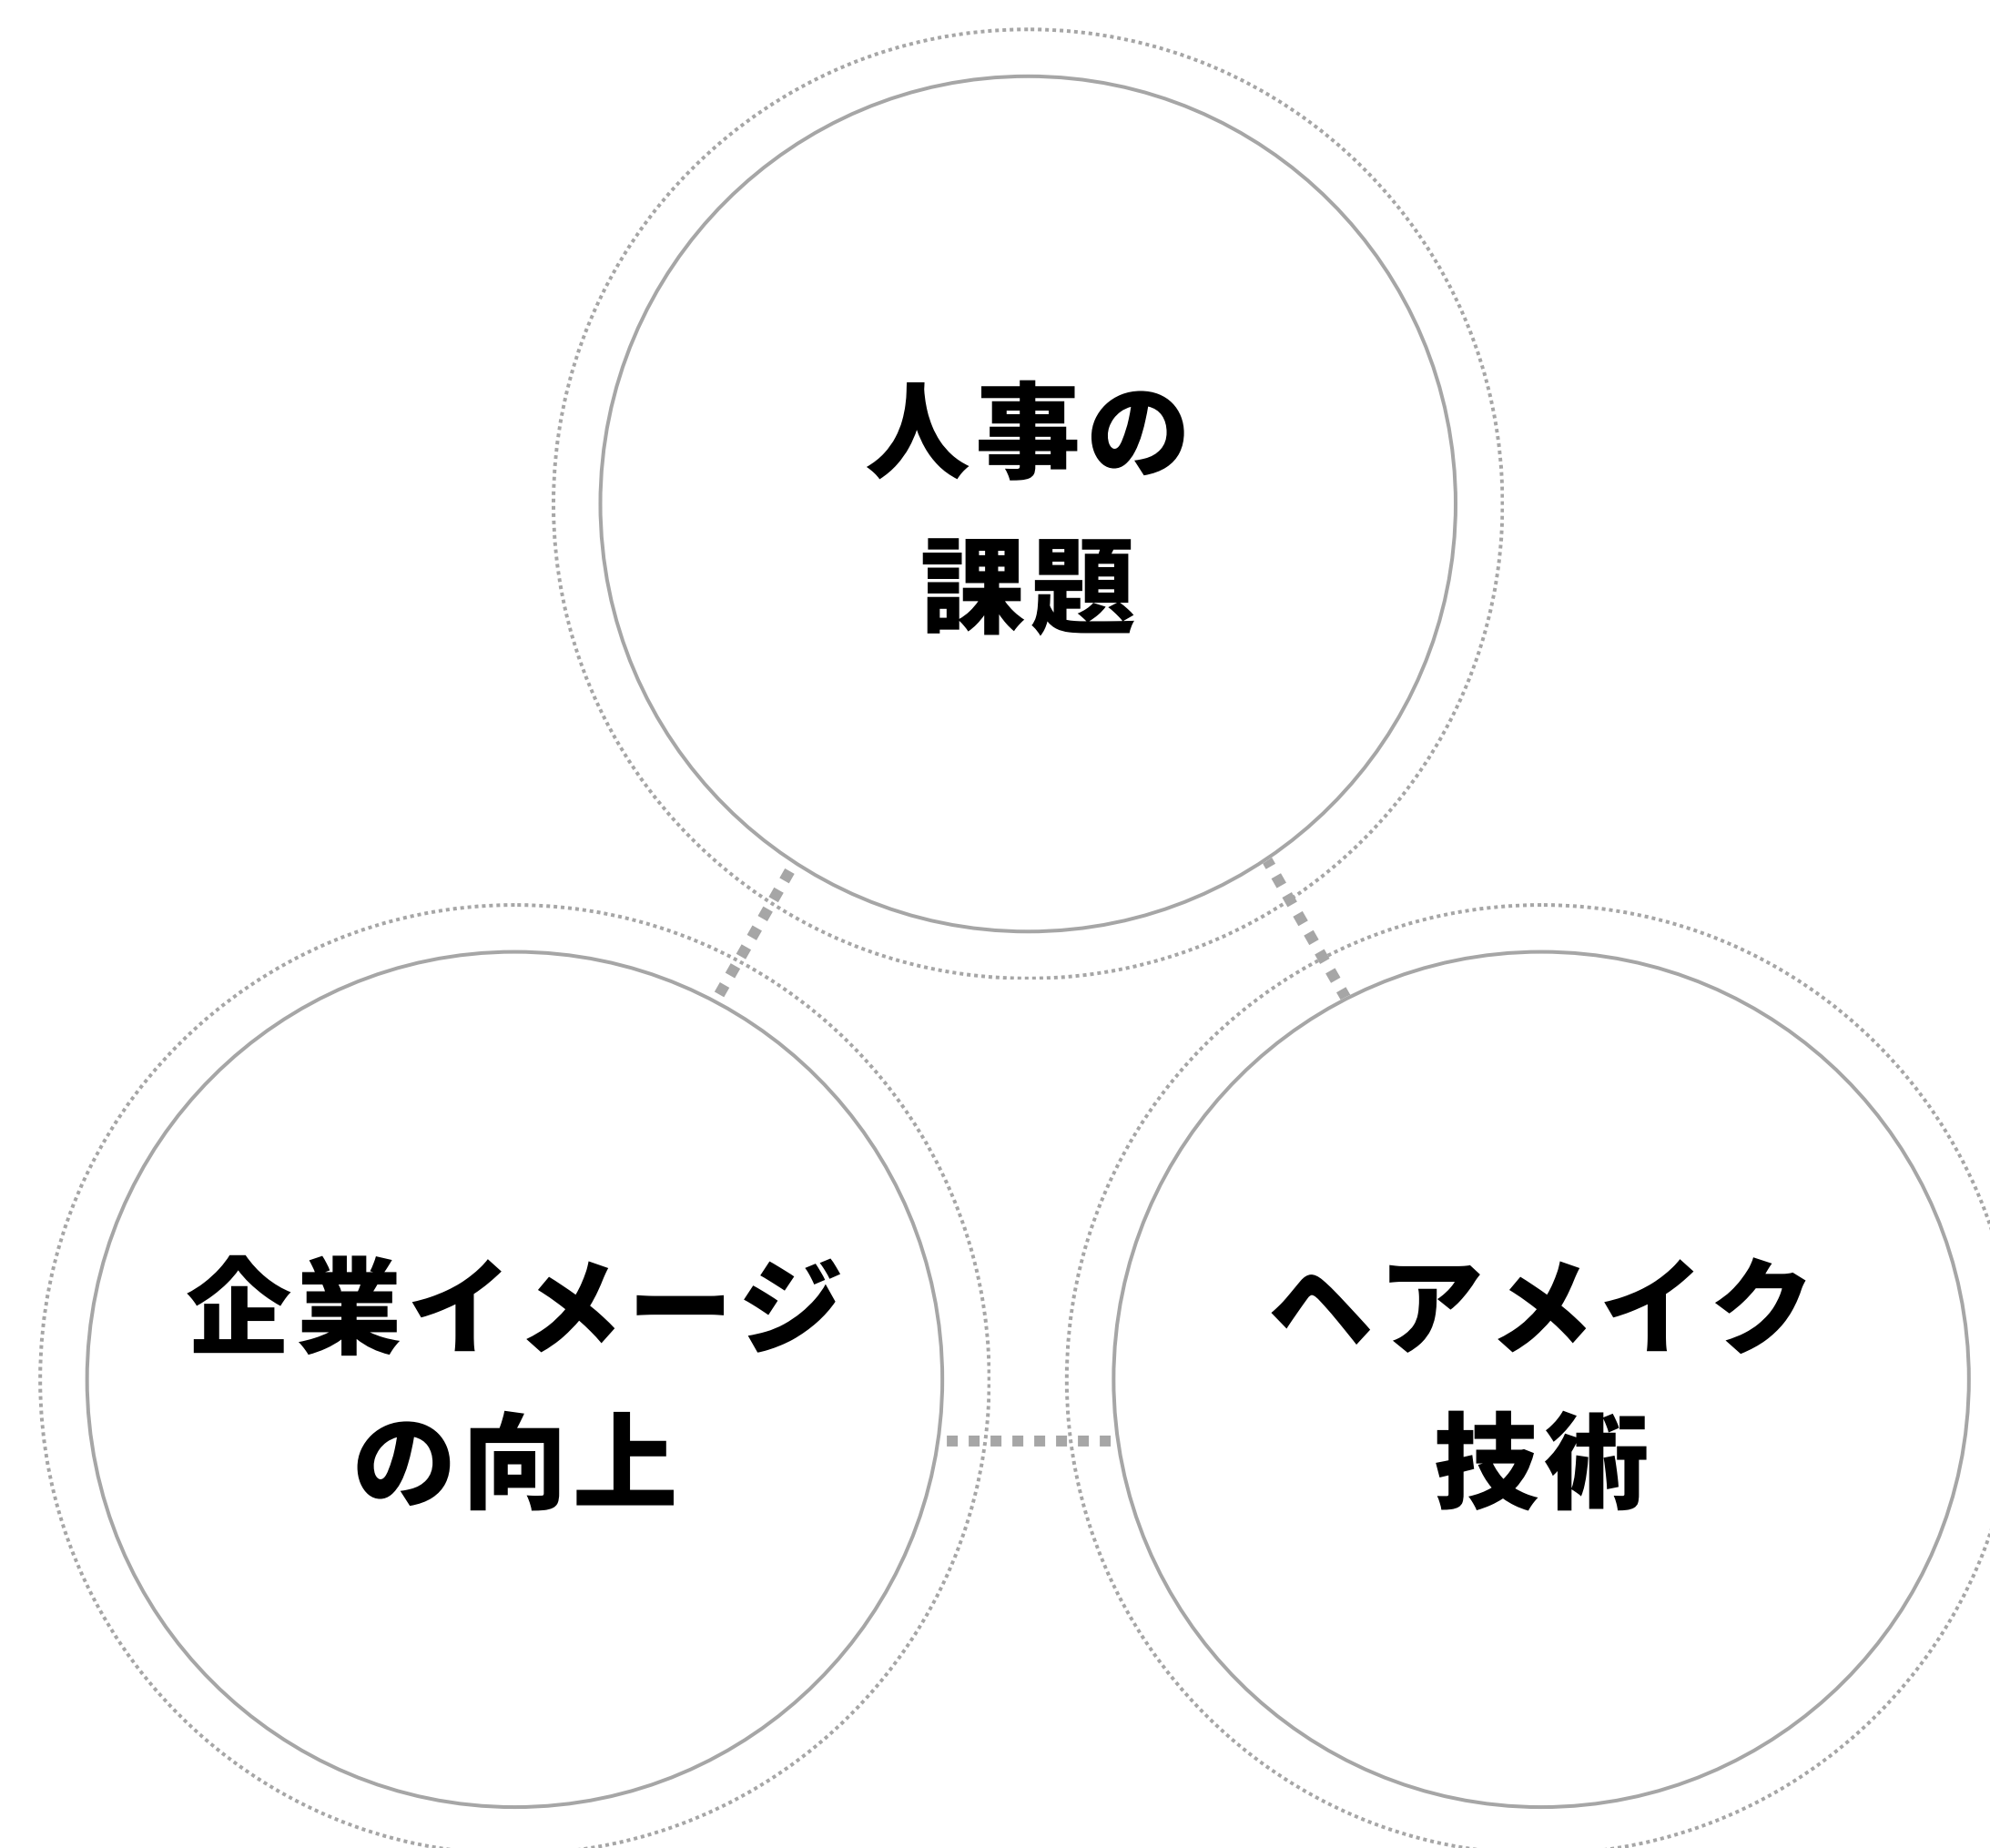 人事の
課題
企業イメージ
の向上
ヘアメイク
技術